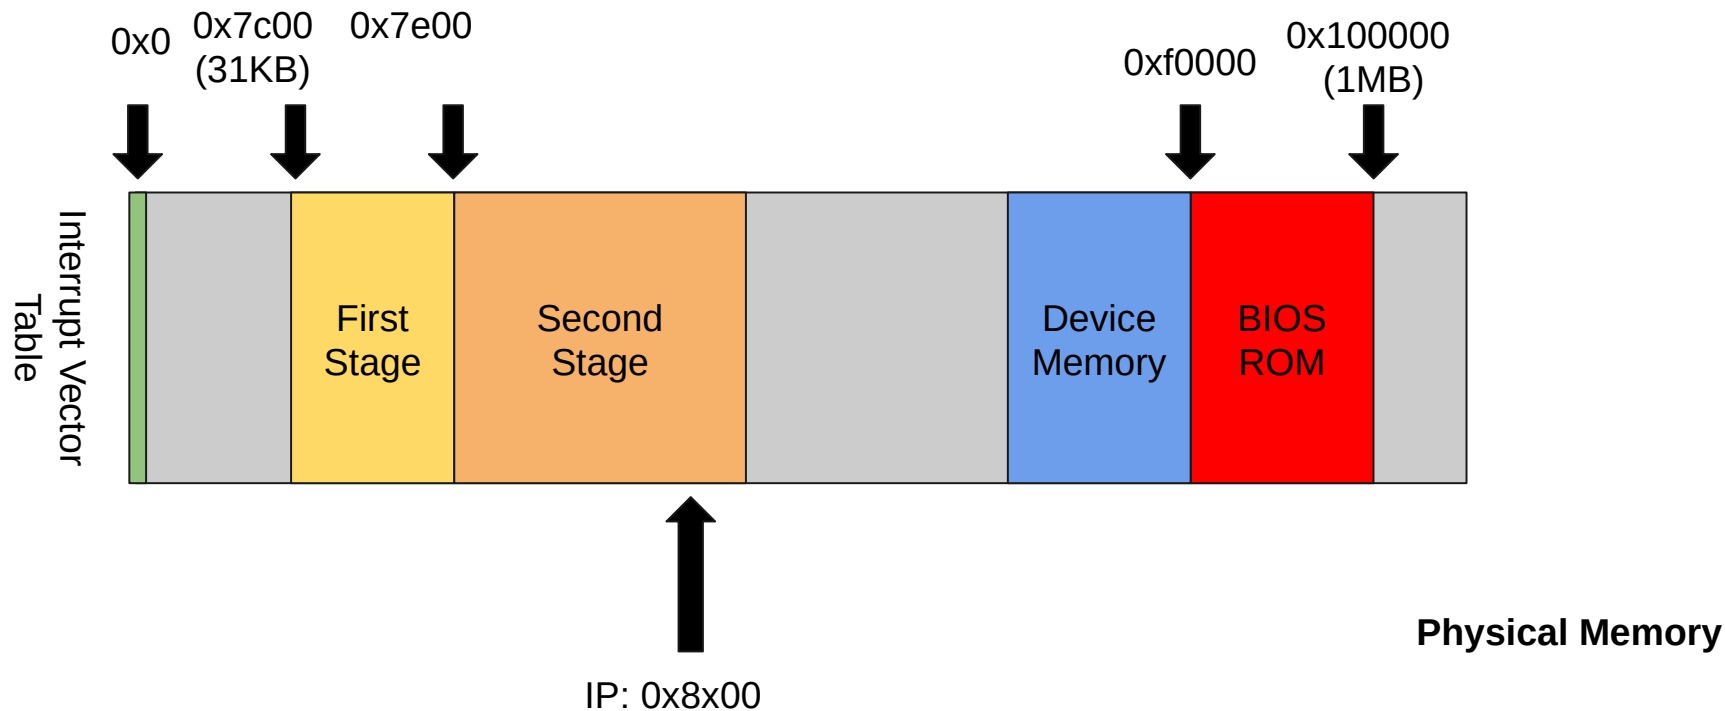 0x0
0x7c00
(31KB)
0x7e00
0xf0000
0x100000
(1MB)
Interrupt Vector
Table
First
Stage
Second
Stage
Device
Memory
BIOS
ROM
IP: 0x8x00
Physical Memory